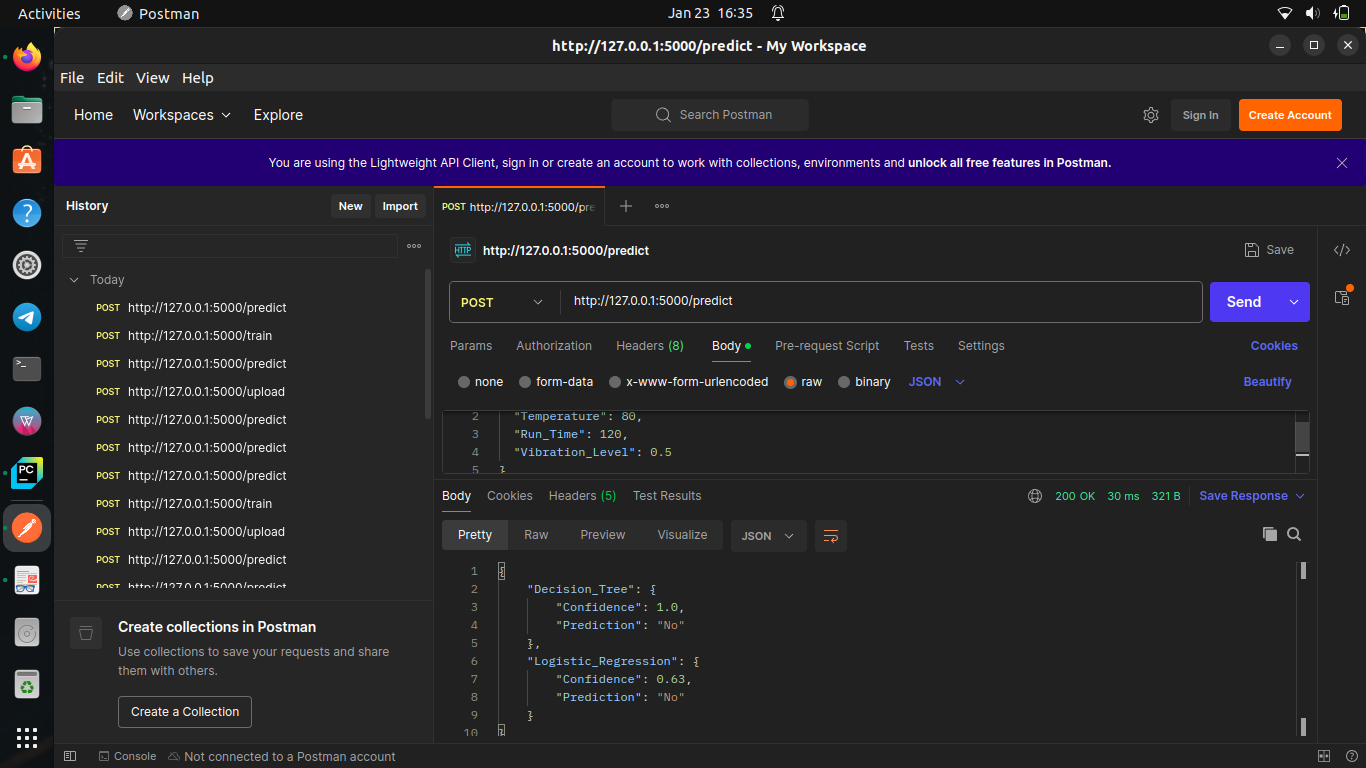 Activities
Postman
Jan 23 16:35
http://127.0.0.1:5000/predict - My Workspace
File Edit View Help
Home Workspaces Explore
Search Postman
Sign In
Create Account
You are using the Lightweight API Client, sign in or create an account to work with collections, environments and unlock all free features in Postman.
History
New
Import
Today
POST http://127.0.0.1:5000/predict
POST http://127.0.0.1:5000/train
POST http://127.0.0.1:5000/predict
POST http://127.0.0.1:5000/upload
POST http://127.0.0.1:5000/predict
POST http://127.0.0.1:5000/predict
POST http://127.0.0.1:5000/predict
POST http://127.0.0.1:5000/train
POST http://127.0.0.1:5000/upload
POST http://127.0.0.1:5000/predict
POST http://127.0.0.1:5000/predict
Create collections in Postman
Use collections to save your requests and share
them with others.
Create a Collection
POST http://127.0.0.1:5000/pre
HTTP http://127.0.0.1:5000/predict
Save
POST http://127.0.0.1:5000/predict
Send
Params Authorization Headers (8) Body Pre-request Script Tests Settings Cookies
none form-data x-www-form-urlencoded raw binary JSON Beautify
2 "Temperature": 80,
3 "Run_Time": 120,
4 "Vibration_Level": 0.5
5 }
Body Cookies Headers (5) Test Results
200 OK 30 ms 321 B Save Response
Pretty Raw Preview Visualize JSON
1 {
2 "Decision_Tree": {
3 "Confidence": 1.0,
4 "Prediction": "No"
5 },
6 "Logistic_Regression": {
7 "Confidence": 0.63,
8 "Prediction": "No"
9 }
10 }
Console
Not connected to a Postman account